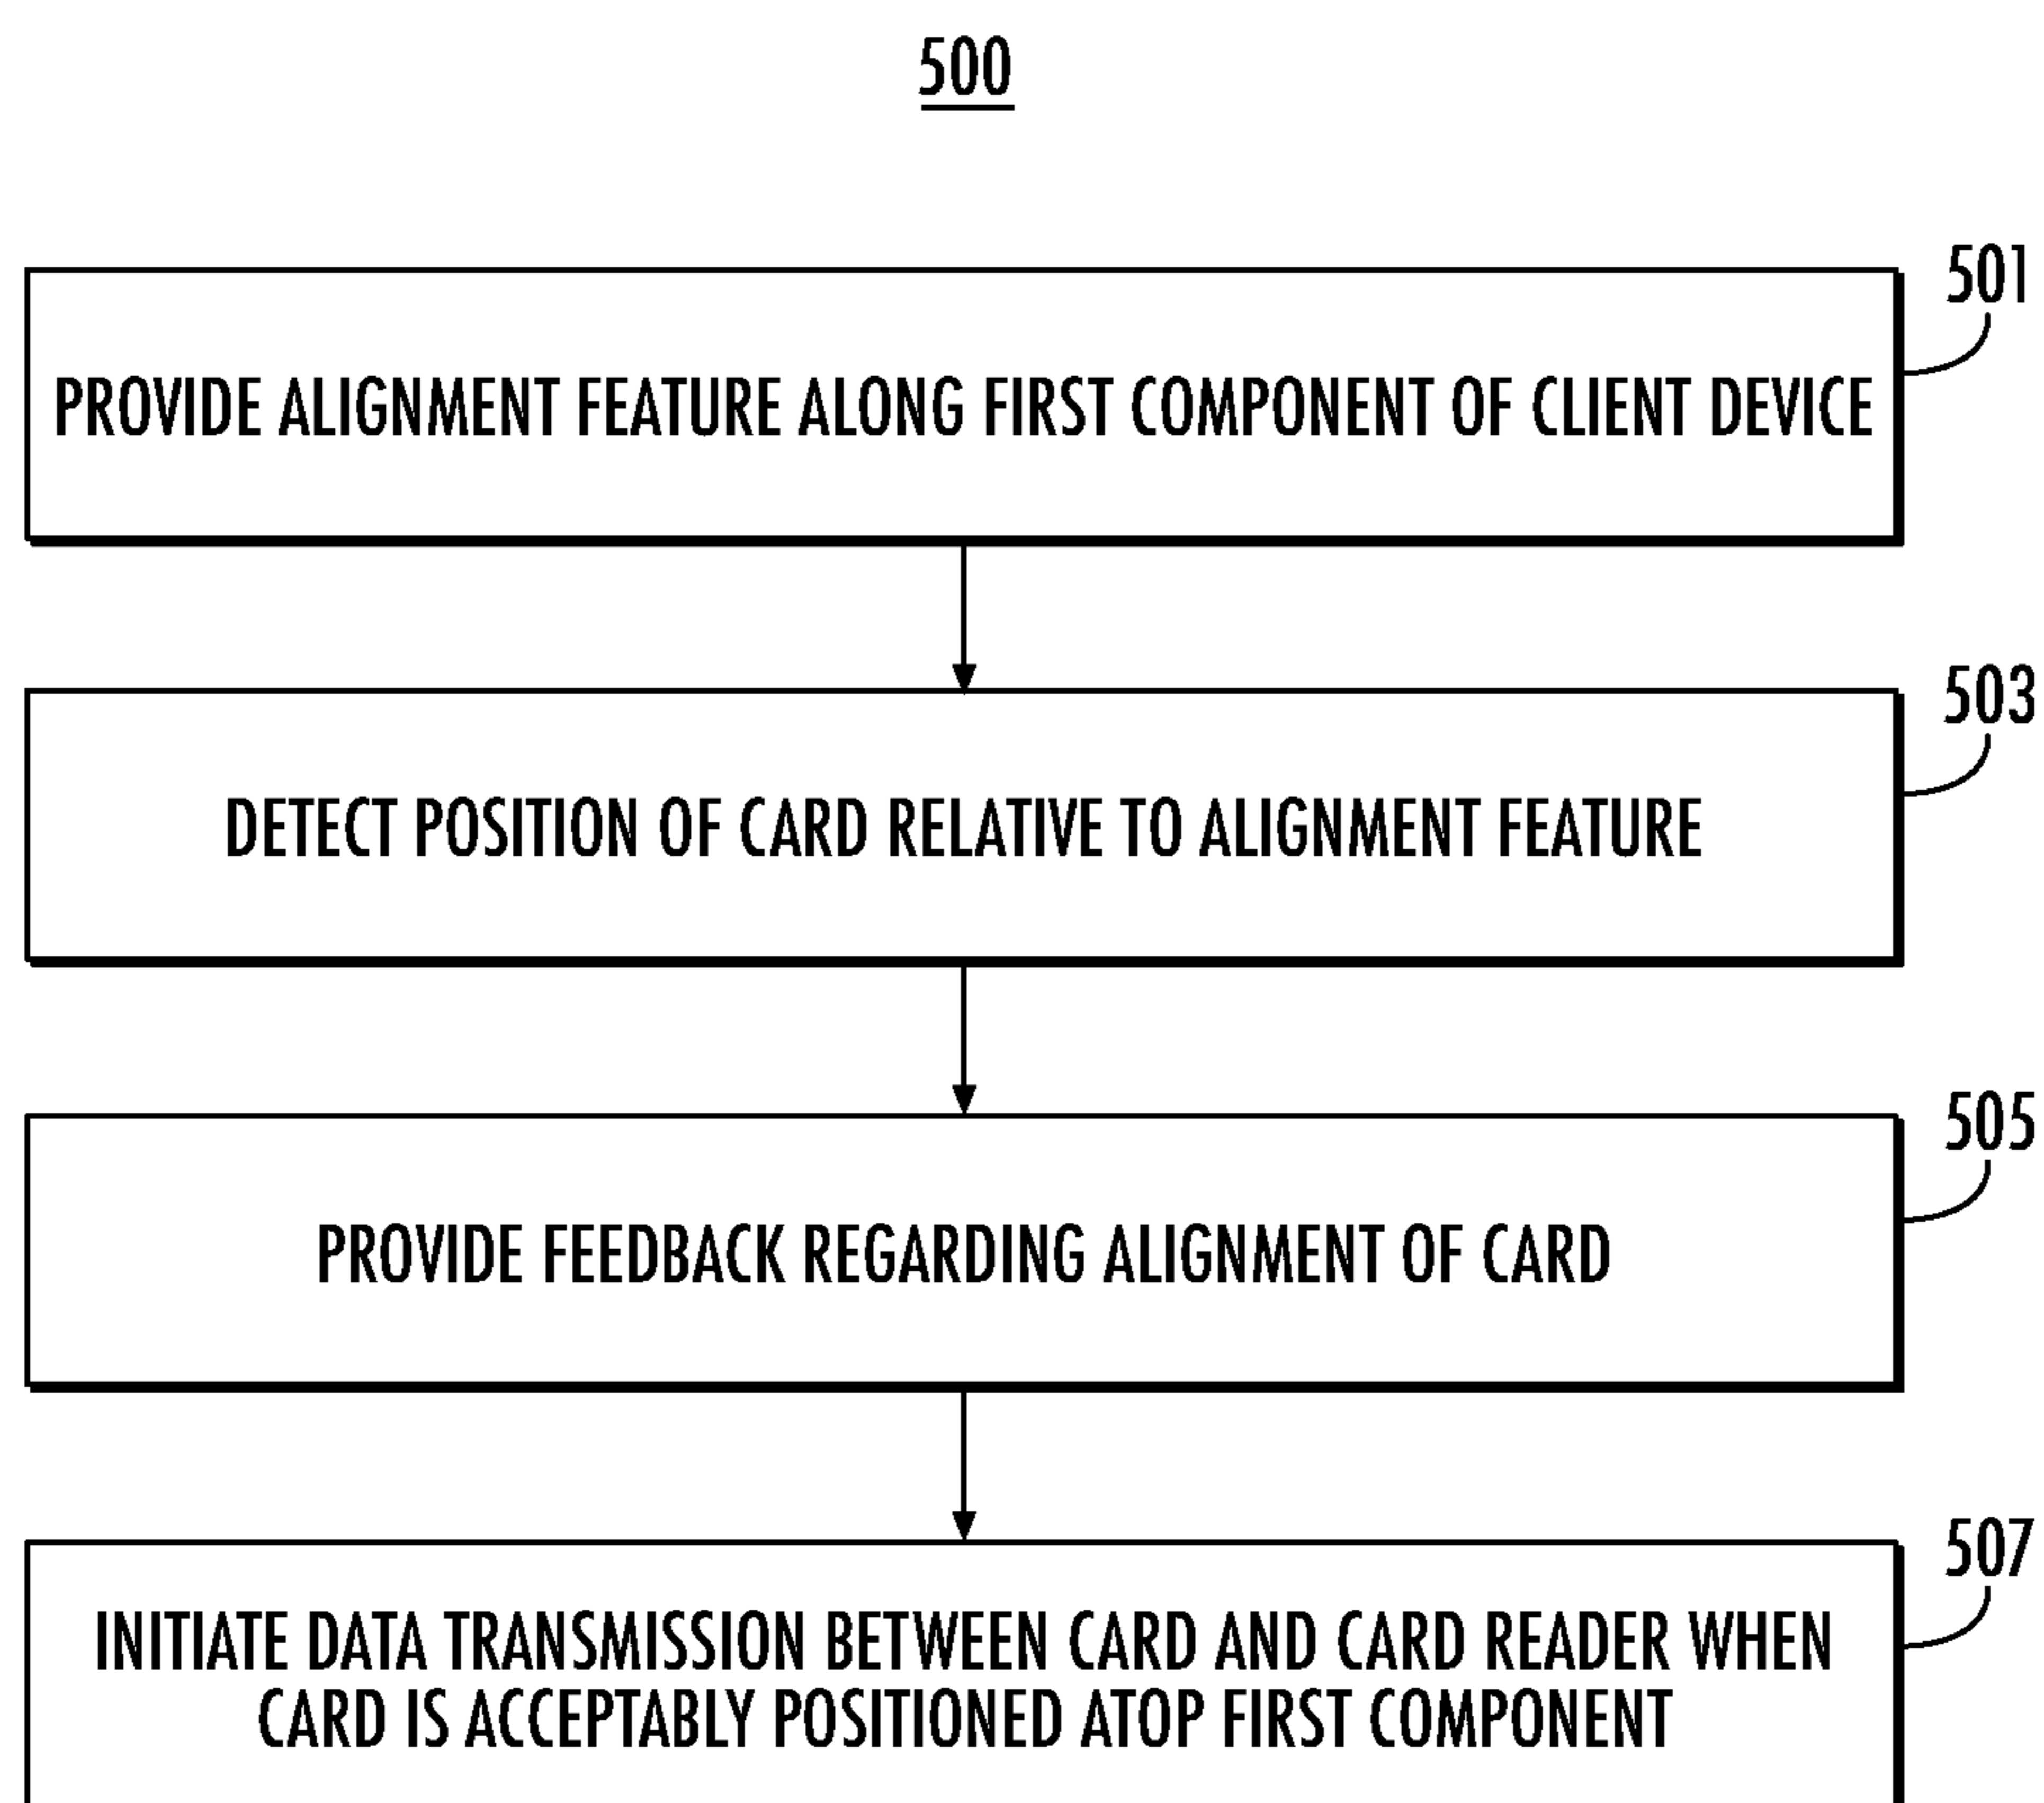 500
501
PROVIDE ALIGNMENT FEATURE ALONG FIRST COMPONENT OF CLIENT DEVICE
503
DETECT POSITION OF CARD RELATIVE TO ALIGNMENT FEATURE
505
PROVIDE FEEDBACK REGARDING ALIGNMENT OF CARD
507
INITIATE DATA TRANSMISSION BETWEEN CARD AND CARD READER WHEN
CARD IS ACCEPTABLY POSITIONED ATOP FIRST COMPONENT